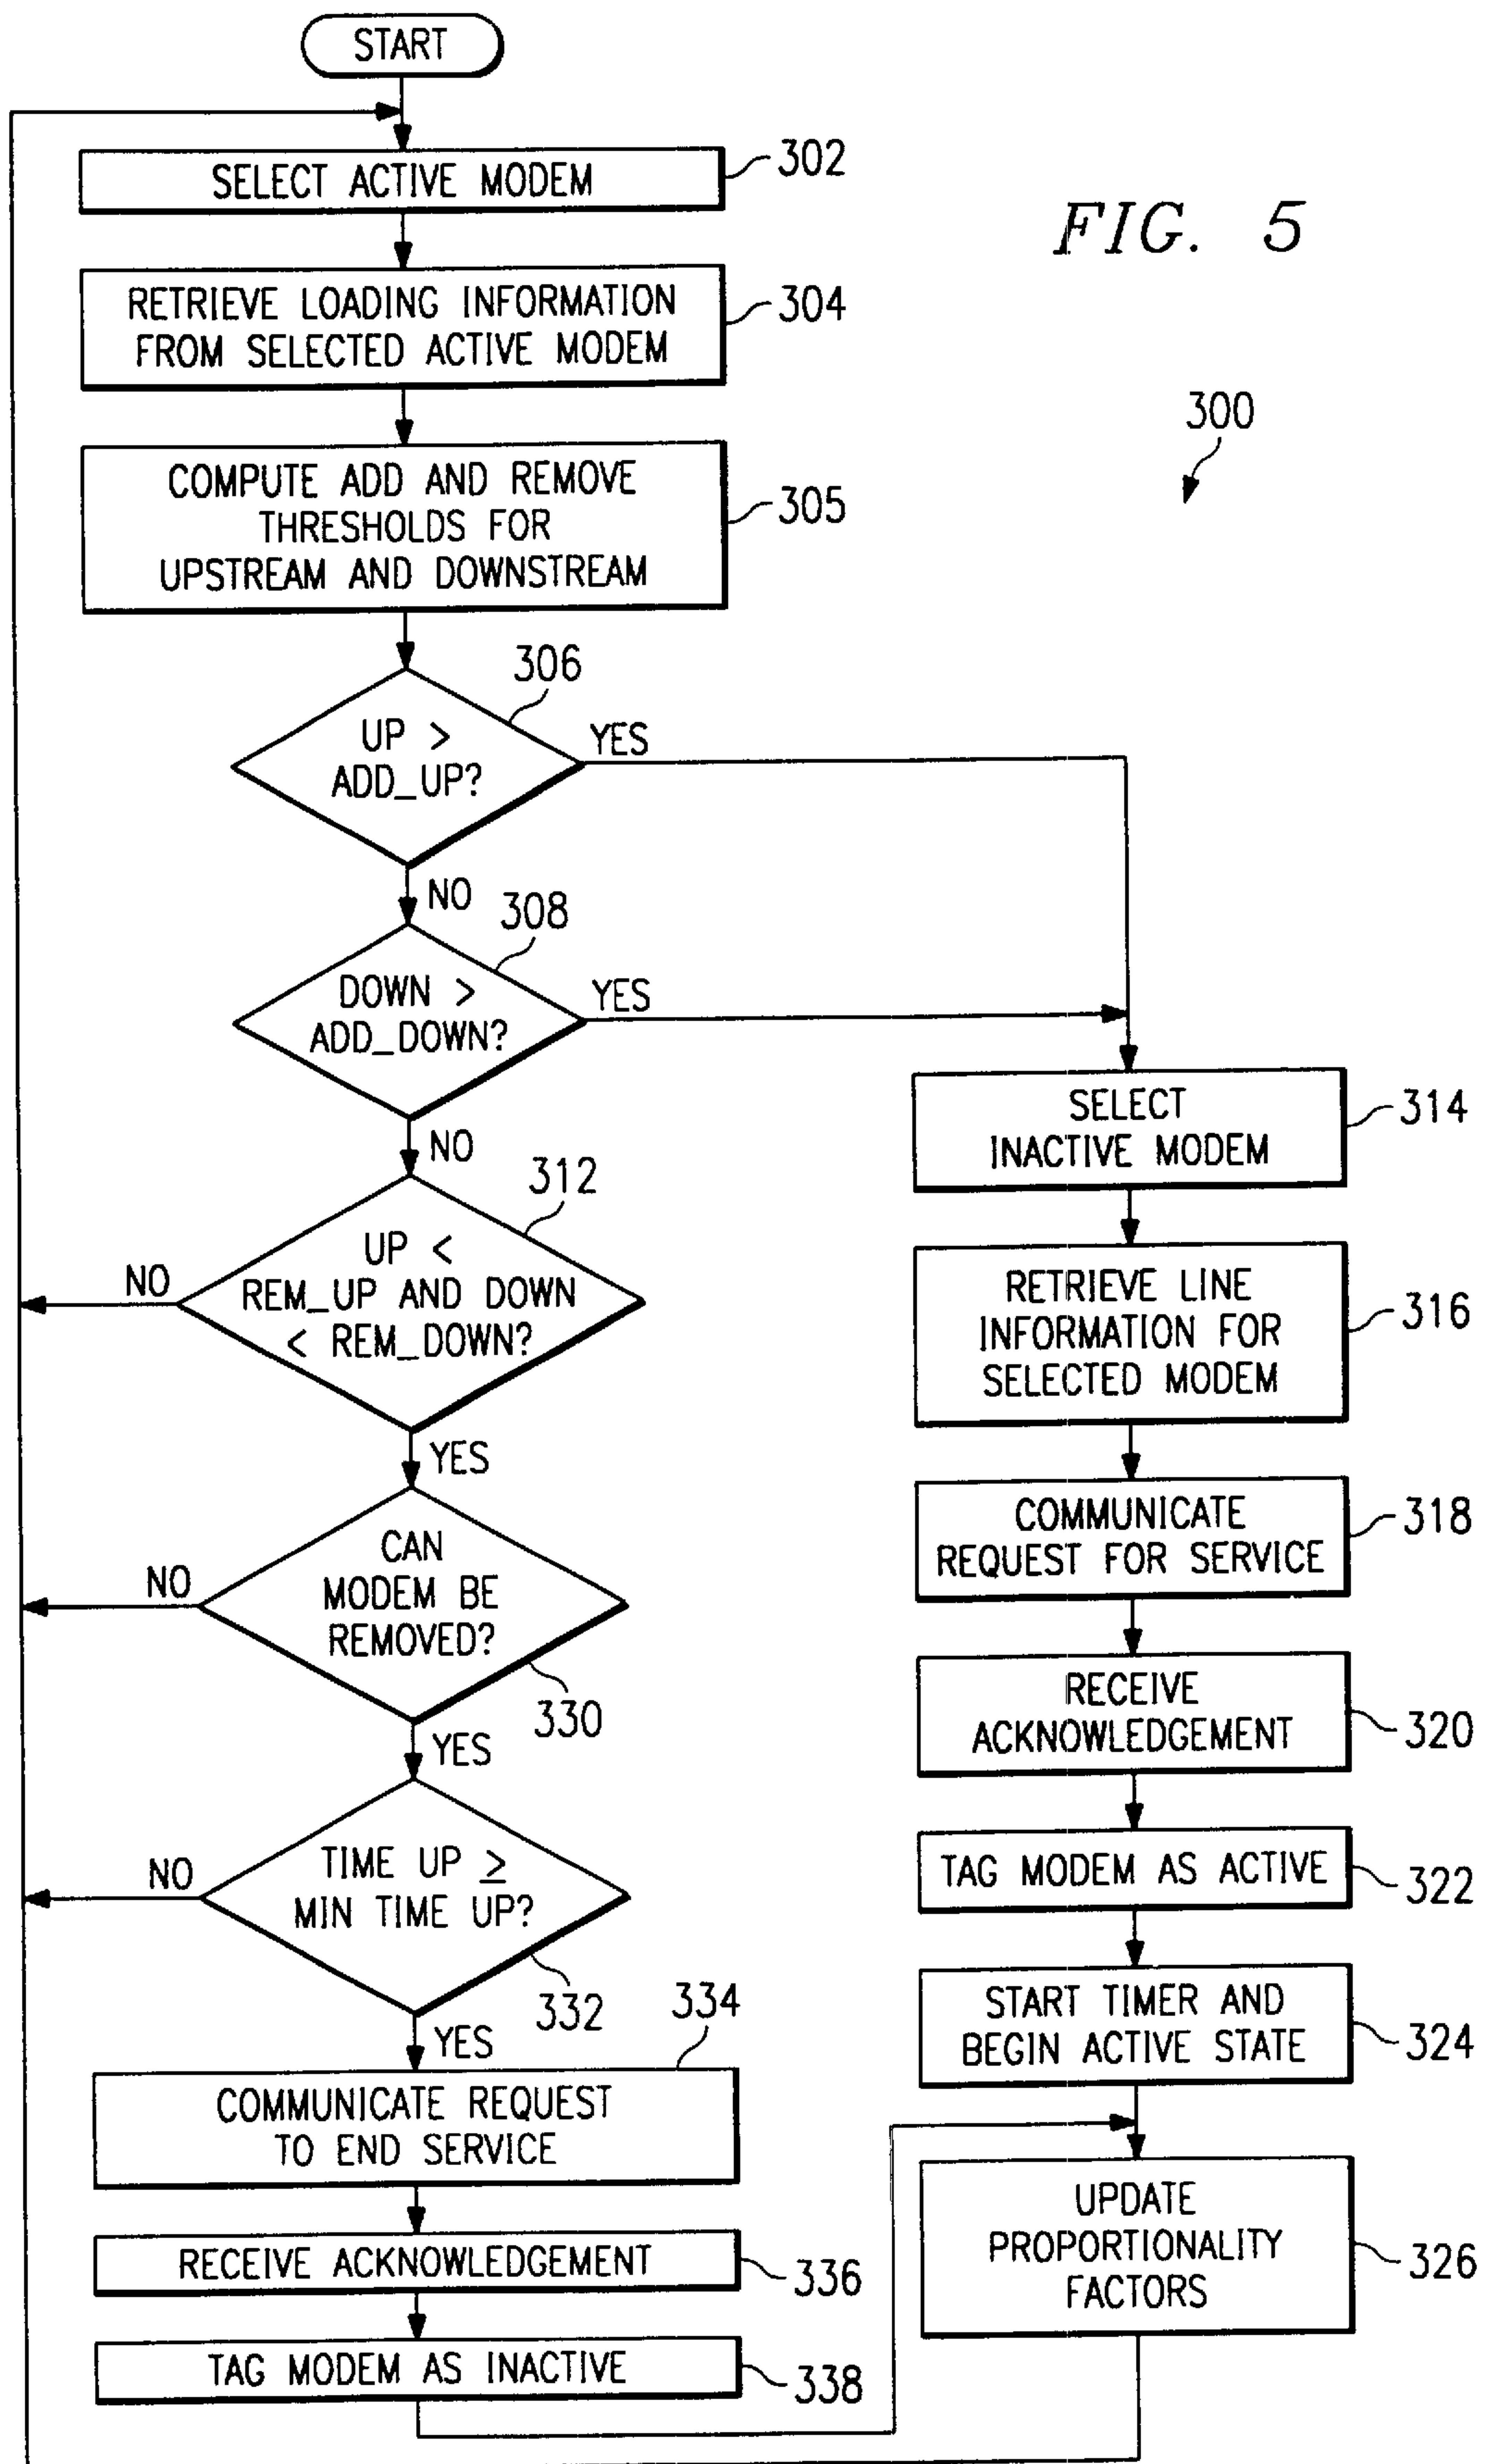 START
SELECT ACTIVE MODEM
302
FIG. 5
RETRIEVE LOADING INFORMATION
FROM SELECTED ACTIVE MODEM
304
300
COMPUTE ADD AND REMOVE
THRESHOLDS FOR
UPSTREAM AND DOWNSTREAM
305
306
UP >
ADD_UP?
YES
NO
308
DOWN >
ADD_DOWN?
YES
NO
312
UP <
REM_UP AND DOWN
< REM_DOWN?
NO
YES
CAN
MODEM BE
REMOVED?
NO
330
YES
TIME UP ≥
MIN TIME UP?
NO
332
YES
334
COMMUNICATE REQUEST
TO END SERVICE
RECEIVE ACKNOWLEDGEMENT
336
TAG MODEM AS INACTIVE
338
SELECT
INACTIVE MODEM
314
RETRIEVE LINE
INFORMATION FOR
SELECTED MODEM
316
COMMUNICATE
REQUEST FOR SERVICE
318
RECEIVE
ACKNOWLEDGEMENT
320
TAG MODEM AS ACTIVE
322
START TIMER AND
BEGIN ACTIVE STATE
324
UPDATE
PROPORTIONALITY
FACTORS
326